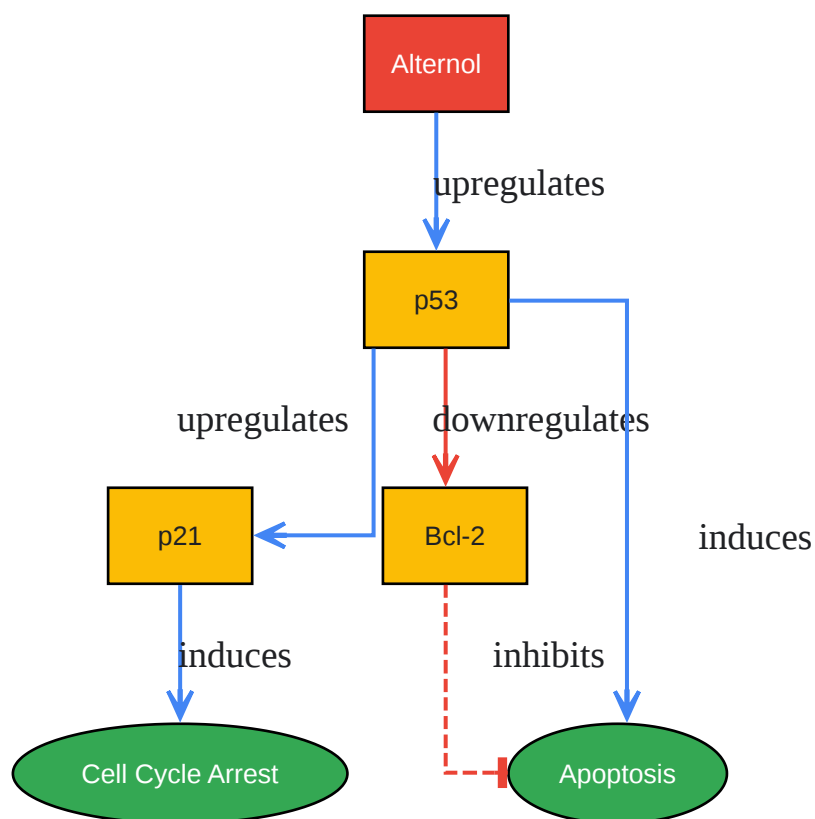 Alternol
upregulates
p53
upregulates
downregulates
p21
Bcl-2
induces
induces
inhibits
Cell Cycle Arrest
Apoptosis